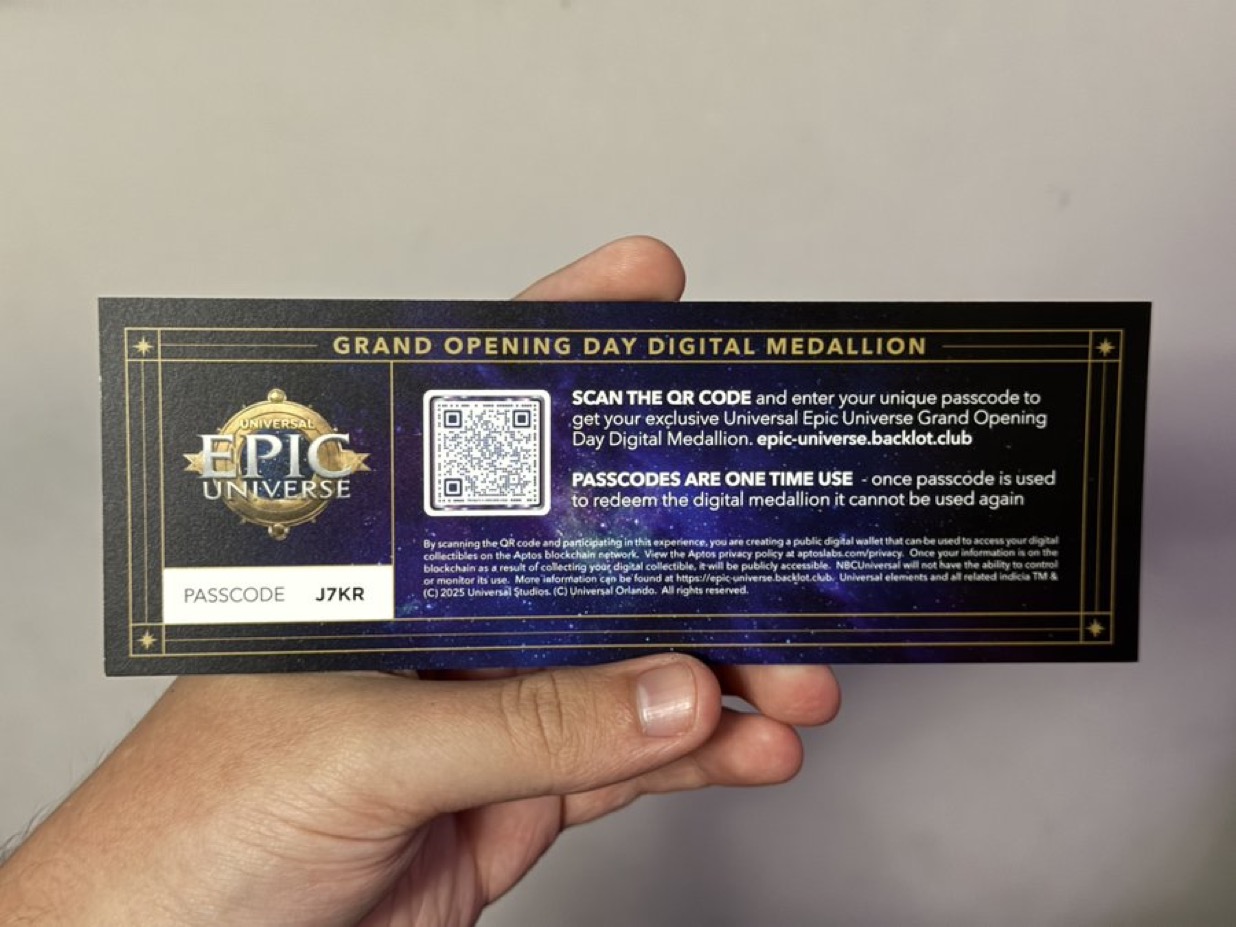 GRAND OPENING DAY DIGITAL MEDALLION
UNIVERSAL
EPIC
UNIVERSE
PASSCODE J7KR
SCAN THE QR CODE and enter your unique passcode to
get your exclusive Universal Epic Universe Grand Opening
Day Digital Medallion. epic-universe.backlot.club
PASSCODES ARE ONE TIME USE - once passcode is used
to redeem the digital medallion it cannot be used again
By scanning the QR code and participating in this experience, you are creating a public digital wallet that can be used to access your digital
collectibles on the Aptos blockchain network. View the Aptos privacy policy at aptoslabs.com/privacy. Once your information is on the
blockchain as a result of collecting your digital collectible, it will be publicly accessible. NBCUniversal will not have the ability to control
or monitor its use. More information can be found at https://epic-universe.backlot.club. Universal elements and all related indicia TM &
(C) 2025 Universal Studios. (C) Universal Orlando. All rights reserved.